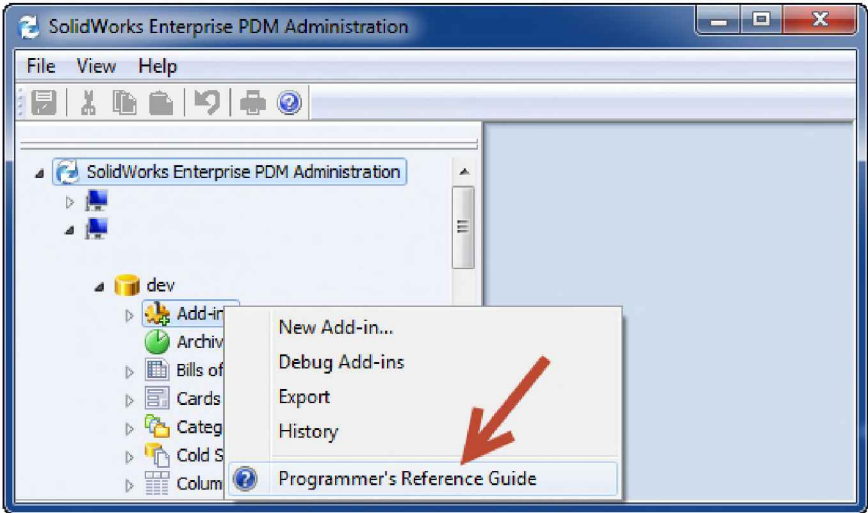 SolidWorks Enterprise PDM Administration
File View Help
SolidWorks Enterprise PDM Administration
dev
Add-in
New Add-in...
Archiv
Debug Add-ins
Bills of
Export
Cards
History
Categ
Cold S
Programmer's Reference Guide
Colum